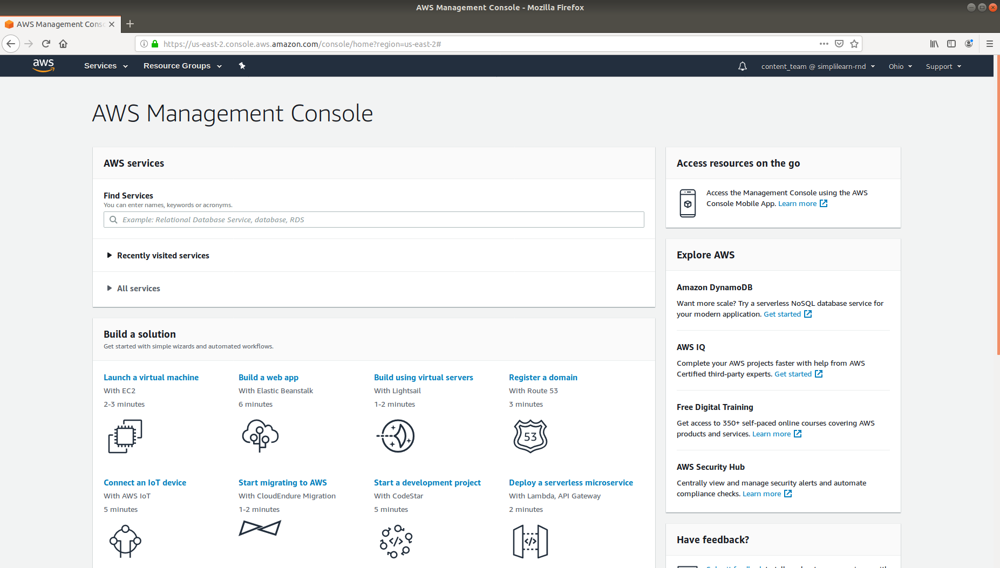 AWS Management Console - Mozilla Firefox
AWS Management Cons
https://us-east-2.console.aws.amazon.com/console/home?region=us-east-2#
aws
Services
Resource Groups
content_team @ simplilearn-rnd
Ohio
Support
AWS Management Console
AWS services
Find Services
You can enter names, keywords or acronyms.
Example: Relational Database Service, database, RDS
Recently visited services
All services
Build a solution
Get started with simple wizards and automated workflows.
Launch a virtual machine
With EC2
2-3 minutes
Build a web app
With Elastic Beanstalk
6 minutes
Build using virtual servers
With Lightsail
1-2 minutes
Register a domain
With Route 53
3 minutes
53
Connect an IoT device
With AWS IoT
5 minutes
Start migrating to AWS
With CloudEndure Migration
1-2 minutes
Start a development project
With CodeStar
5 minutes
</>
Deploy a serverless microservice
With Lambda, API Gateway
2 minutes
</>
Access resources on the go
Access the Management Console using the AWS
Console Mobile App. Learn more
Explore AWS
Amazon DynamoDB
Want more scale? Try a serverless NoSQL database service for
your modern application. Get started
AWS IQ
Complete your AWS projects faster with help from AWS
Certified third-party experts. Get started
Free Digital Training
Get access to 350+ self-paced online courses covering AWS
products and services. Learn more
AWS Security Hub
Centrally view and manage security alerts and automate
compliance checks. Learn more
Have feedback?